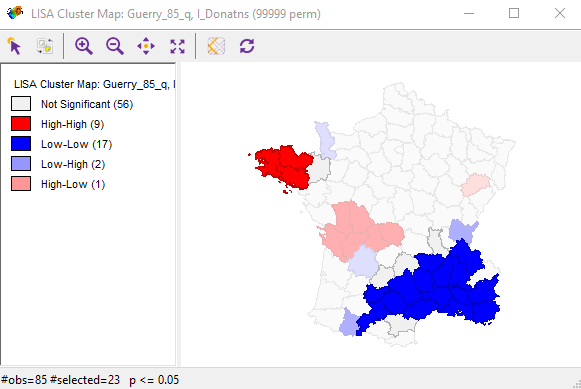 LISA Cluster Map: Guerry_85_q, I_Donatns (99999 perm)
LISA Cluster Map: Guerry_85_q, I
Not Significant (56)
High-High (9)
Low-Low (17)
Low-High (2)
High-Low (1)
#obs=85 #selected=23 p <= 0.05